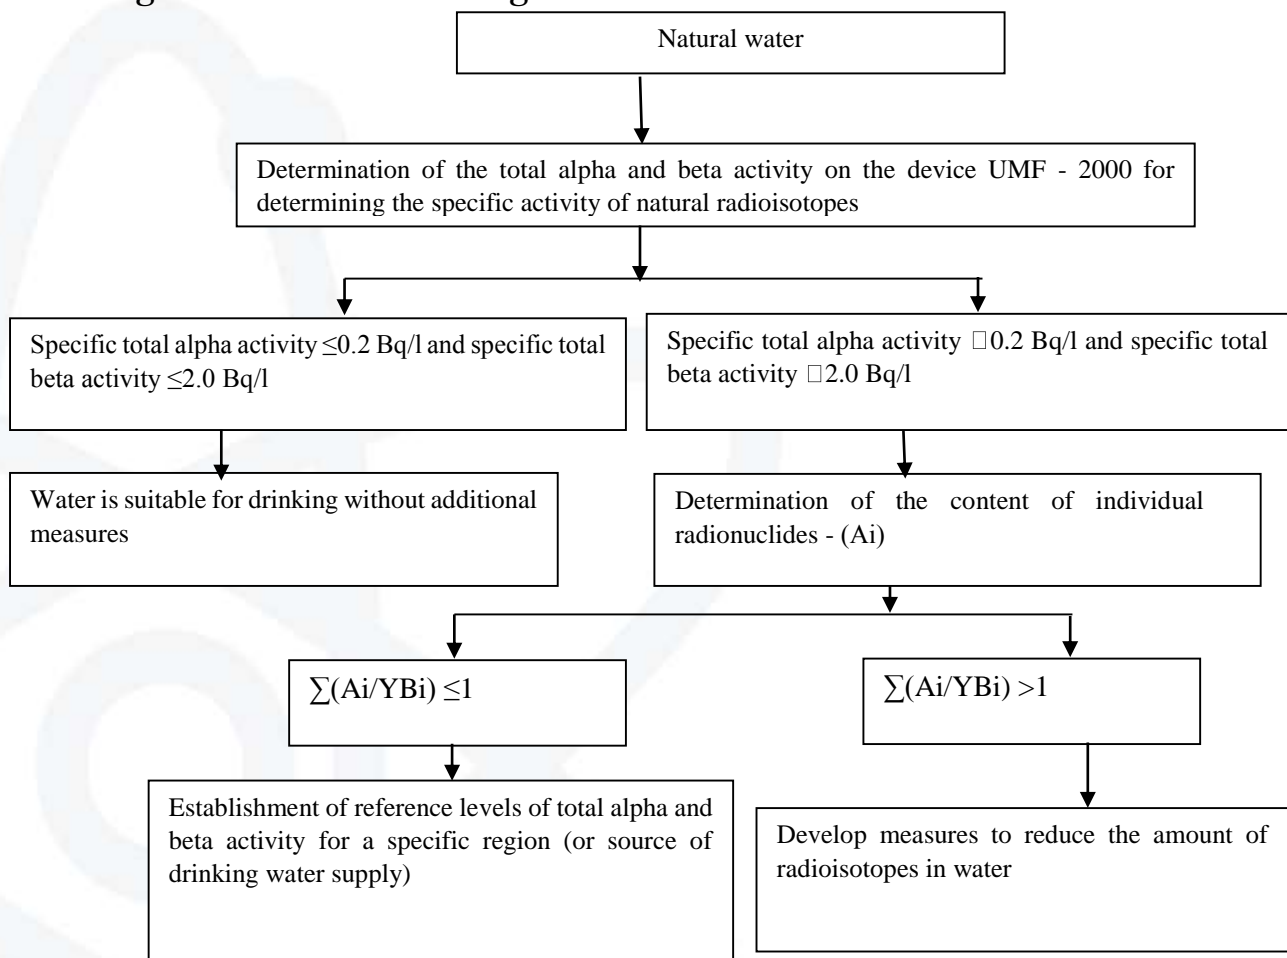 Natural water
Determination of the total alpha and beta activity on the device UMF - 2000 for
determining the specific activity of natural radioisotopes
Specific total alpha activity ≤0.2 Bq/l and specific total
beta activity ≤2.0 Bq/l
Specific total alpha activity □0.2 Bq/l and specific total
beta activity □2.0 Bq/l
Water is suitable for drinking without additional
measures
Determination of the content of individual
radionuclides - (Ai)
∑(Ai/YBi) ≤1
∑(Ai/YBi) >1
Establishment of reference levels of total alpha and
beta activity for a specific region (or source of
drinking water supply)
Develop measures to reduce the amount of
radioisotopes in water